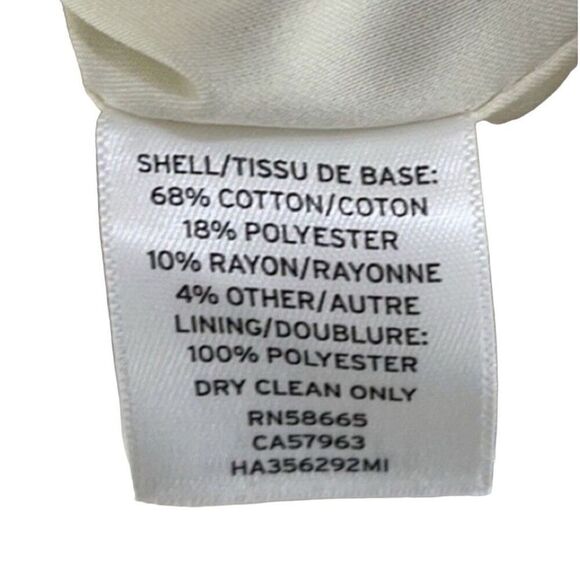 SHELL/TISSU DE BASE:
68% COTTON/COTON
18% POLYESTER
10% RAYON/RAYONNE
4% OTHER/AUTRE
LINING/DOUBLURE:
100% POLYESTER
DRY CLEAN ONLY
RN58665
CA57963
HA356292MI